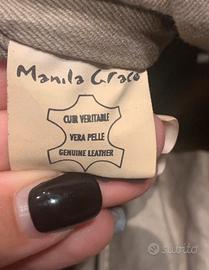 Manila Grace
CUIR VERITABLE
VERA PELLE
GENUINE LEATHER
subito